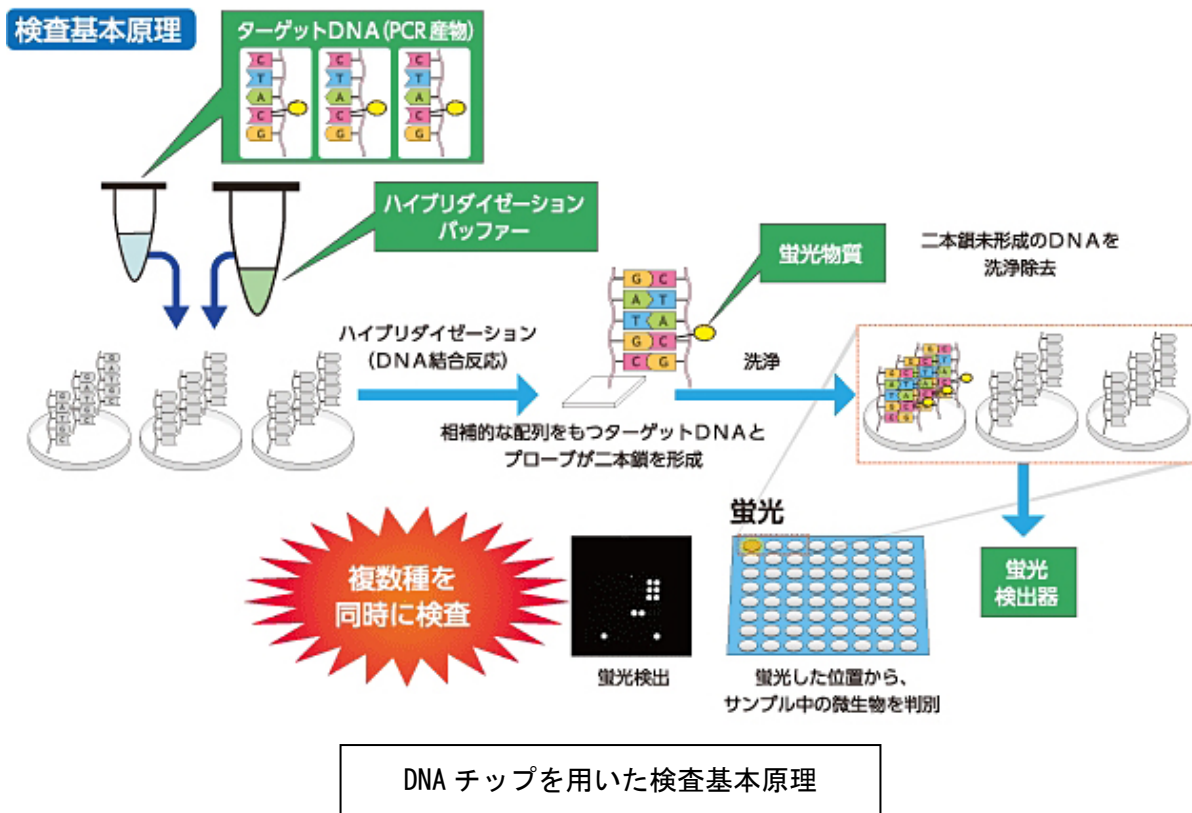 検査基本原理
ターゲットDNA(PCR産物)
C C C
T T T
A A A
C C C
G G G
ハイブリダイゼーション
バッファー
蛍光物質
二本鎖未形成のDNAを
洗浄除去
G C
A T
T A
G C
C G
ハイブリダイゼーション
(DNA結合反応)
洗浄
相補的な配列をもつターゲットDNAと
プローブが二本鎖を形成
複数種を
同時に検査
蛍光検出
蛍光
蛍光した位置から、
サンプル中の微生物を判別
蛍光
検出器
DNA チップを用いた検査基本原理